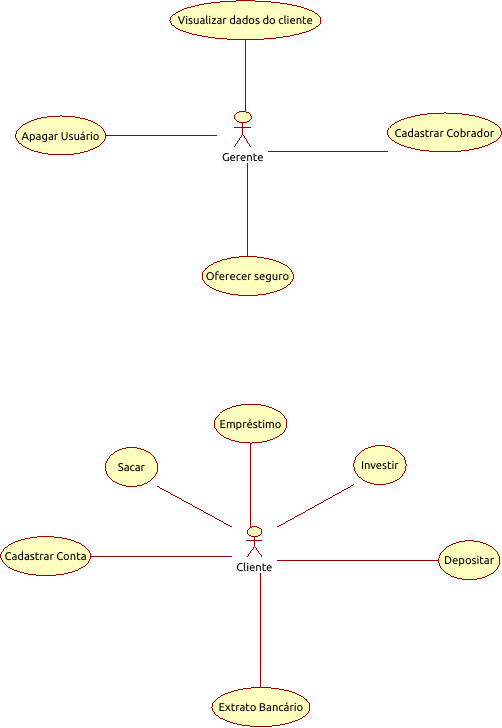 Visualizar dados do cliente
Apagar Usuário
Cadastrar Cobrador
Gerente
Oferecer seguro
Empréstimo
Sacar
Investir
Cadastrar Conta
Cliente
Depositar
Extrato Bancário